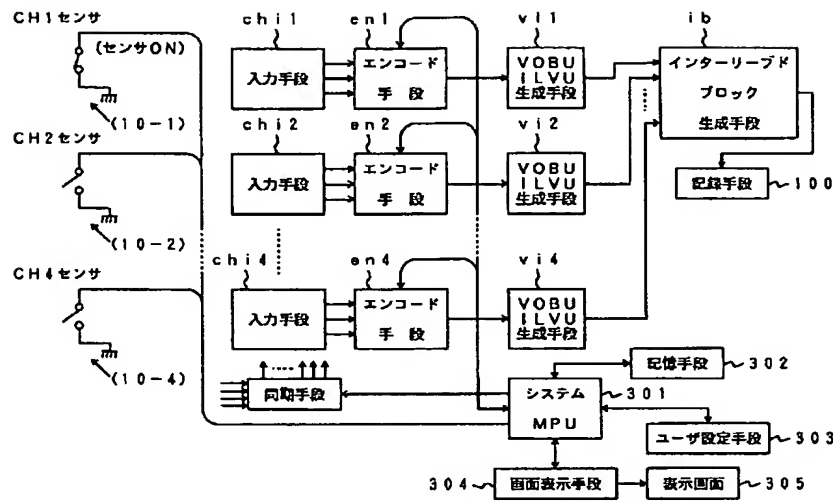 CH1センサ
(センサON)
(10-1)
CH2センサ
(10-2)
CH4センサ
(10-4)
chi1
入力手段
en1
エンコード
手 段
vi1
VOBU
ILVU
生成手段
ib
インターリーブド
ブロック
生成手段
chi2
入力手段
en2
エンコード
手 段
vi2
VOBU
ILVU
生成手段
記録手段
100
chi4
入力手段
en4
エンコード
手 段
vi4
VOBU
ILVU
生成手段
同期手段
システム
MPU
301
記憶手段
302
ユーザ設定手段
303
304
画面表示手段
表示画面
305